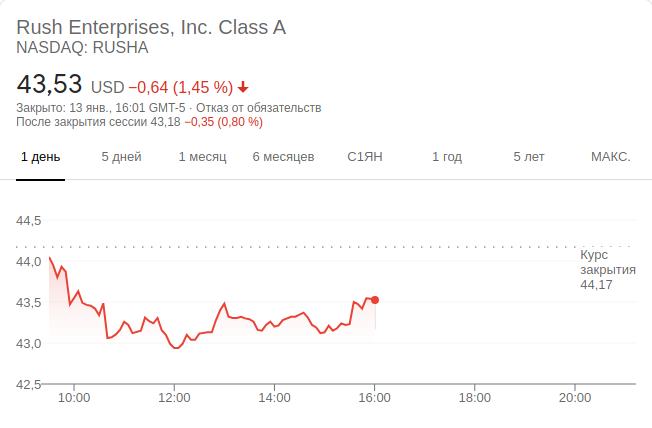 Rush Enterprises, Inc. Class A
NASDAQ: RUSHA
43,53 USD −0,64 (1,45 %)
Закрыто: 13 янв., 16:01 GMT-5 · Отказ от обязательств
После закрытия сессии 43,18 −0,35 (0,80 %)
1 день 5 дней 1 месяц 6 месяцев С1ЯН 1 год 5 лет МАКС.
44,5
44,0
43,5
43,0
42,5
Курс
закрытия
44,17
10:00 12:00 14:00 16:00 18:00 20:00